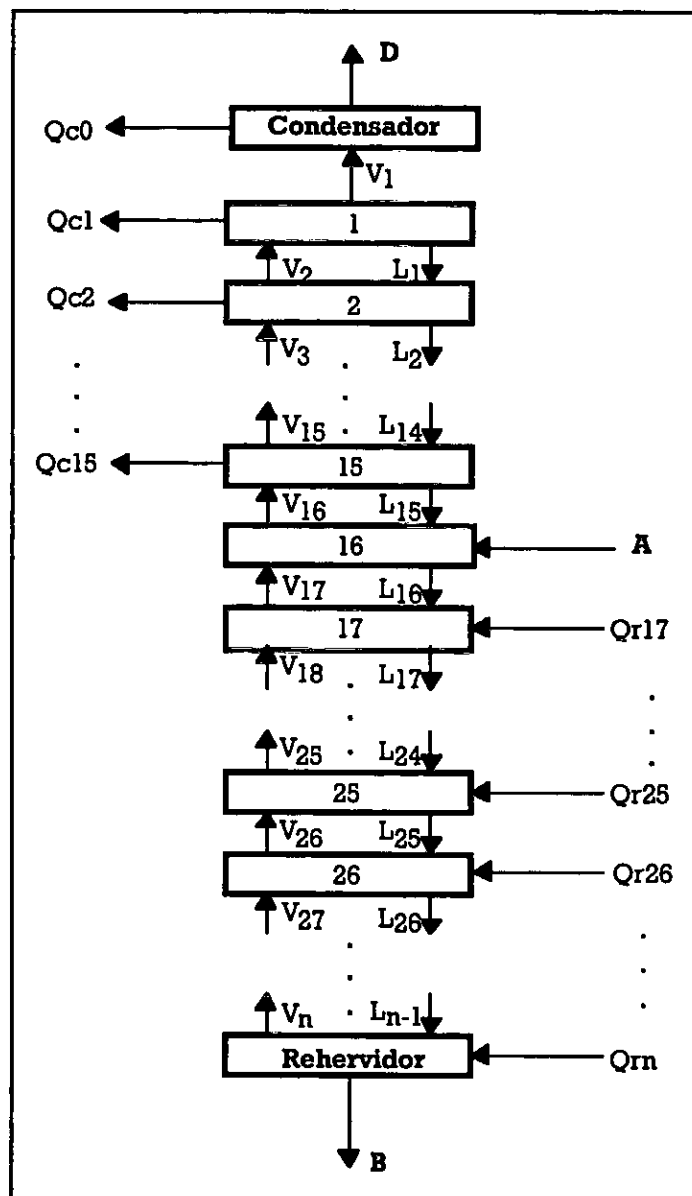 D
Qc0 Condensador
V1
Qc1 1
V2 L1
Qc2 2
V3 L2
V15 L14
Qc15 15
V16 L15
16 A
V17 L16
17 Qr17
V18 L17
V25 L24
25 Qr25
V26 L25
26 Qr26
V27 L26
Vn Ln-1
Rehervidor Qrn
B